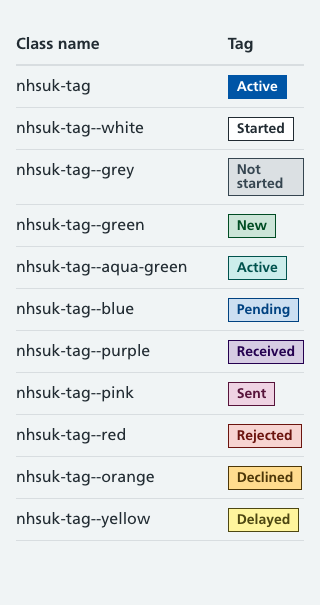 Class name Tag
nhsuk-tag Active
nhsuk-tag--white Started
nhsuk-tag--grey Not
started
nhsuk-tag--green New
nhsuk-tag--aqua-green Active
nhsuk-tag--blue Pending
nhsuk-tag--purple Received
nhsuk-tag--pink Sent
nhsuk-tag--red Rejected
nhsuk-tag--orange Declined
nhsuk-tag--yellow Delayed